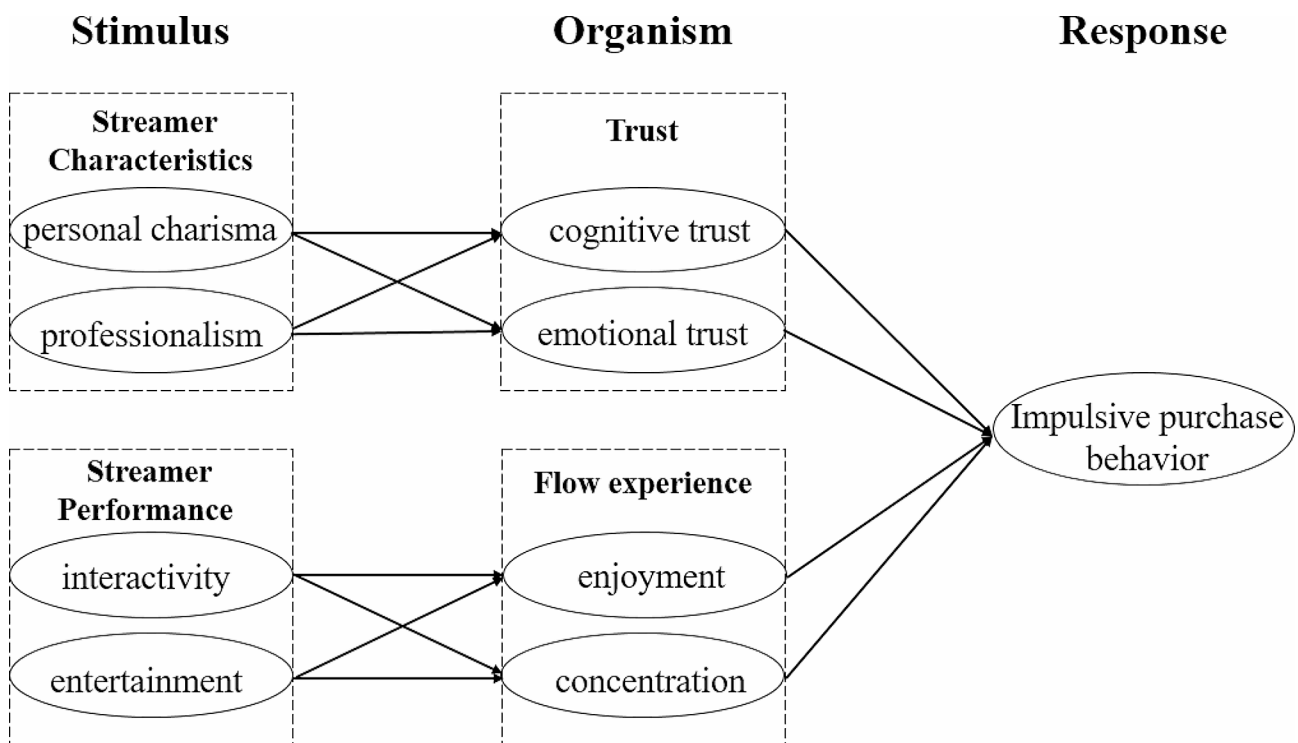 Stimulus
Organism
Response
Streamer
Characteristics
personal charisma
professionalism
Trust
cognitive trust
emotional trust
Streamer
Performance
interactivity
entertainment
Flow experience
enjoyment
concentration
Impulsive purchase
behavior